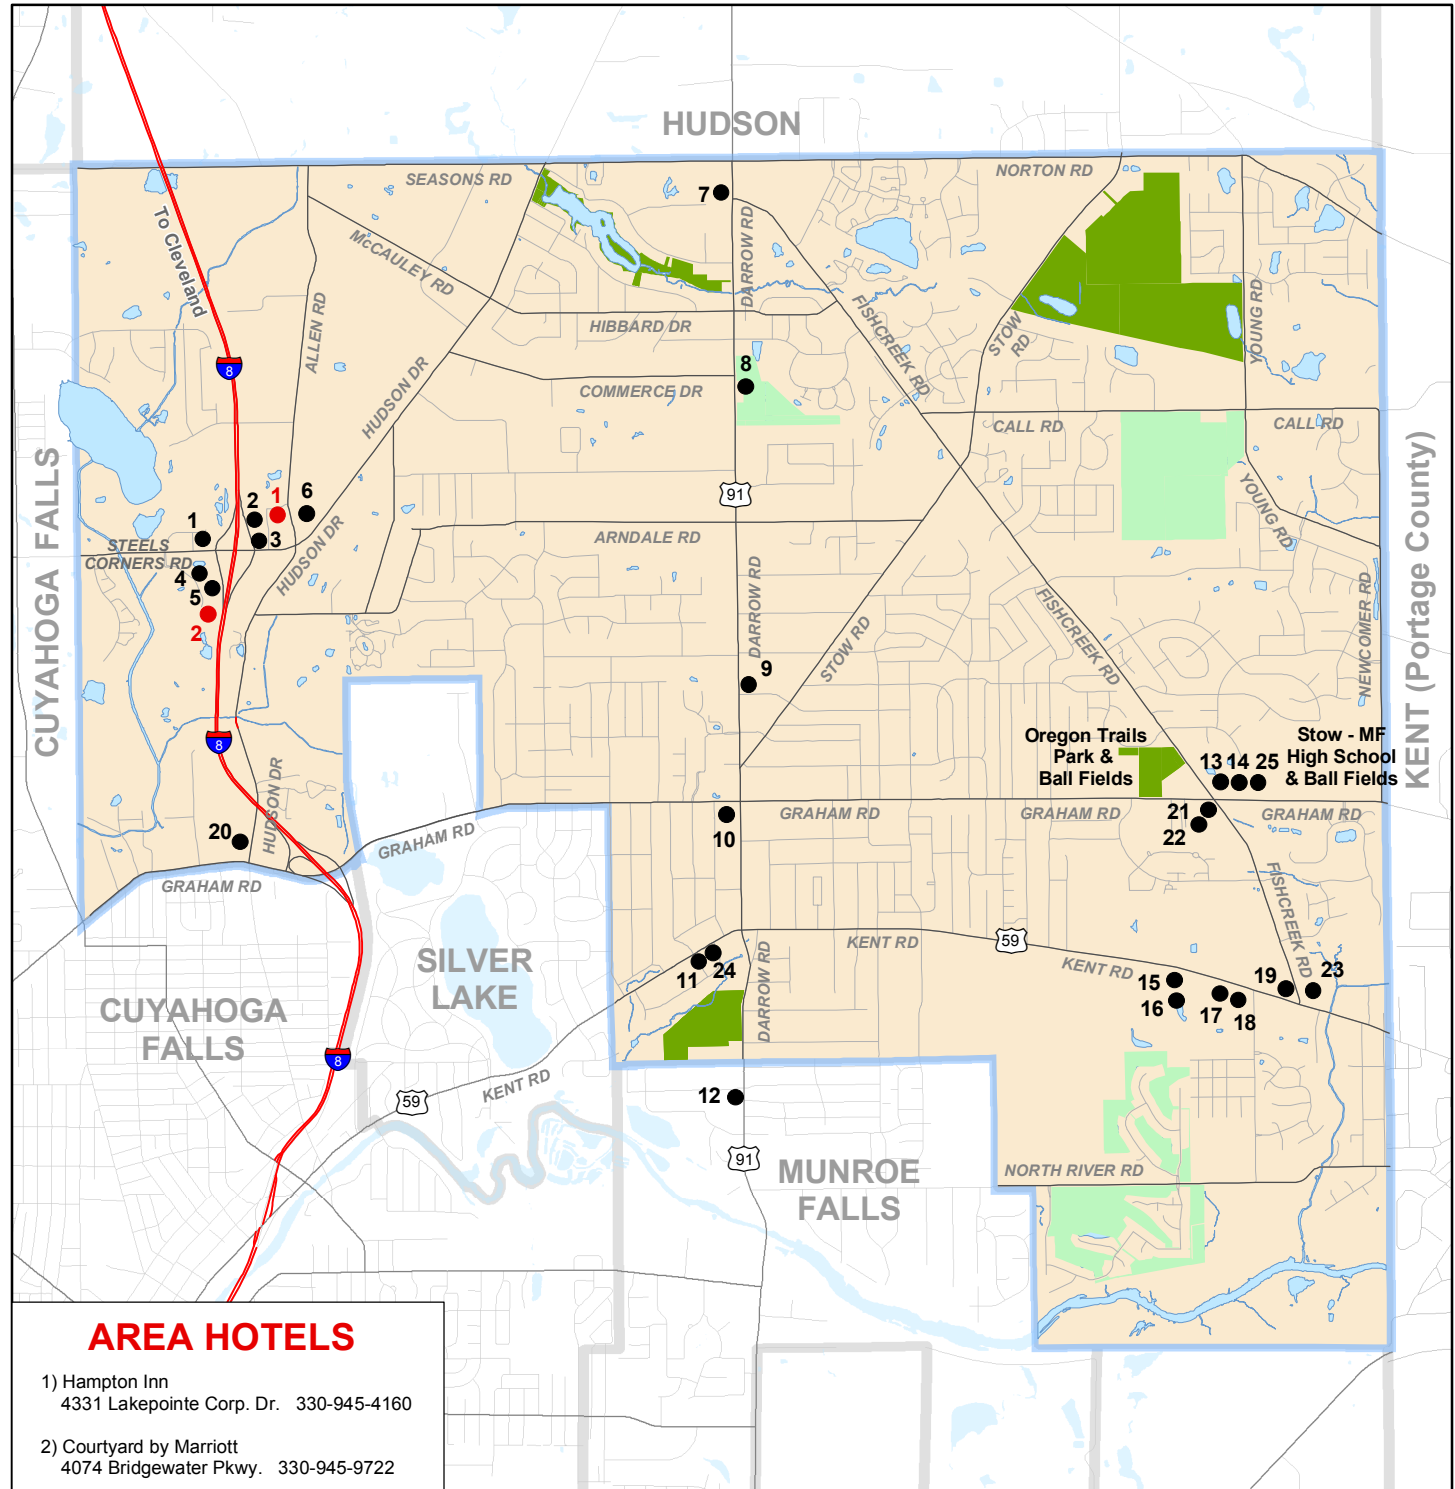 HUDSON
SEASONS RD
NORTON RD
7
To Cleveland
McCAULEY RD
DARROW RD
ALLEN RD
HIBBARD DR
FISHCREEK RD
STOW
RD
YOUNG RD
8
8
HUDSON DR
COMMERCE DR
CALL RD
CALL RD
CUYAHOGA FALLS
KENT (Portage County)
91
YOUNG RD
1
2
1
6
3
STEELS
CORNERS RD
HUDSON DR
ARNDALE RD
4
5
2
DARROW RD
FISHCREEK RD
NEWCOMER RD
STOW RD
9
8
Oregon Trails
Park &
Ball Fields
Stow - MF
High School
& Ball Fields
13 14 25
HUDSON DR
20
GRAHAM RD
GRAHAM RD
10
GRAHAM RD
GRAHAM RD
21
22
GRAHAM RD
FISHCREEK RD
SILVER
LAKE
11
24
DARROW RD
KENT RD
59
KENT RD
15
16
17
18
19
23
CUYAHOGA
FALLS
8
59
KENT RD
12
91
MUNROE
FALLS
NORTH RIVER RD
AREA HOTELS
1) Hampton Inn
4331 Lakepointe Corp. Dr. 330-945-4160
2) Courtyard by Marriott
4074 Bridgewater Pkwy. 330-945-9722